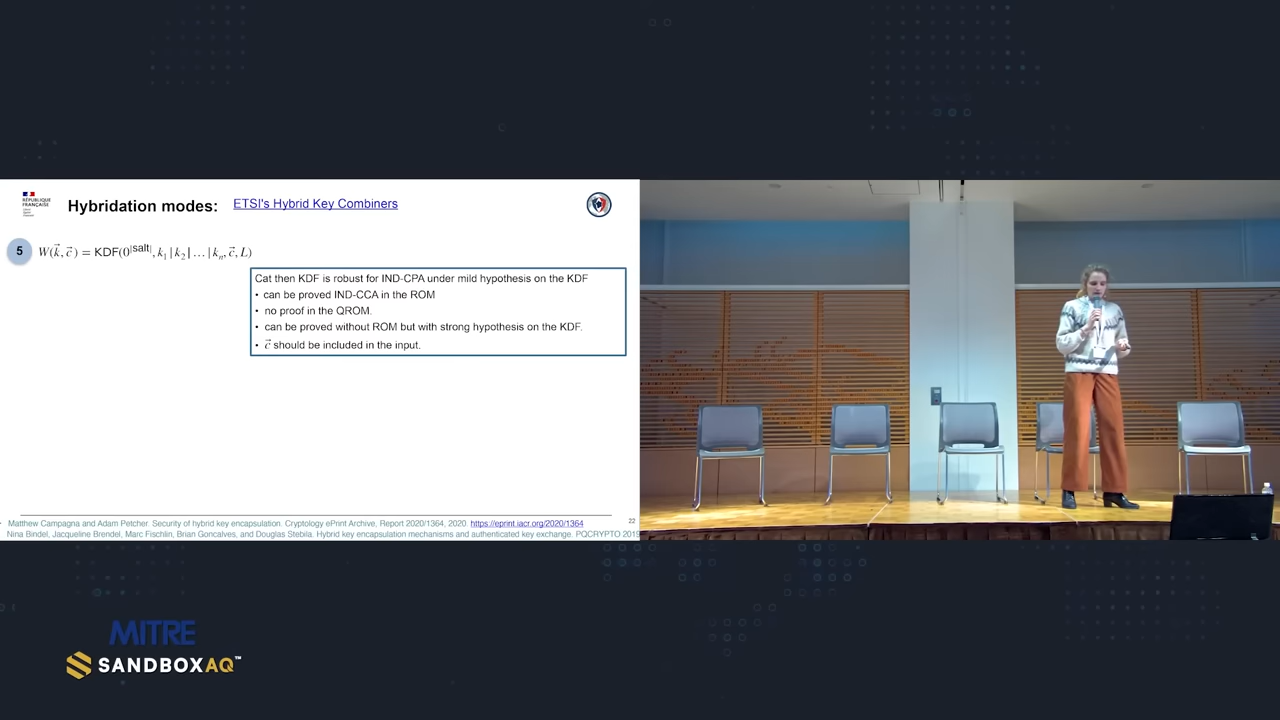 RÉPUBLIQUE
FRANÇAISE
Hybridation modes: ETSI's Hybrid Key Combiners
5 W(k⃗, c⃗) = KDF(0^|salt|, k₁ | k₂ | … | kₙ, c⃗, L)
Cat then KDF is robust for IND-CPA under mild hypothesis on the KDF
• can be proved IND-CCA in the ROM
• no proof in the QROM.
• can be proved without ROM but with strong hypothesis on the KDF.
• c⃗ should be included in the input.
22
Matthew Campagna and Adam Petcher. Security of hybrid key encapsulation. Cryptology ePrint Archive, Report 2020/1364, 2020. https://eprint.iacr.org/2020/1364
Nina Bindel, Jacqueline Brendel, Marc Fischlin, Brian Goncalves, and Douglas Stebila. Hybrid key encapsulation mechanisms and authenticated key exchange. PQCRYPTO 2019
MITRE
SANDBOXAQ™